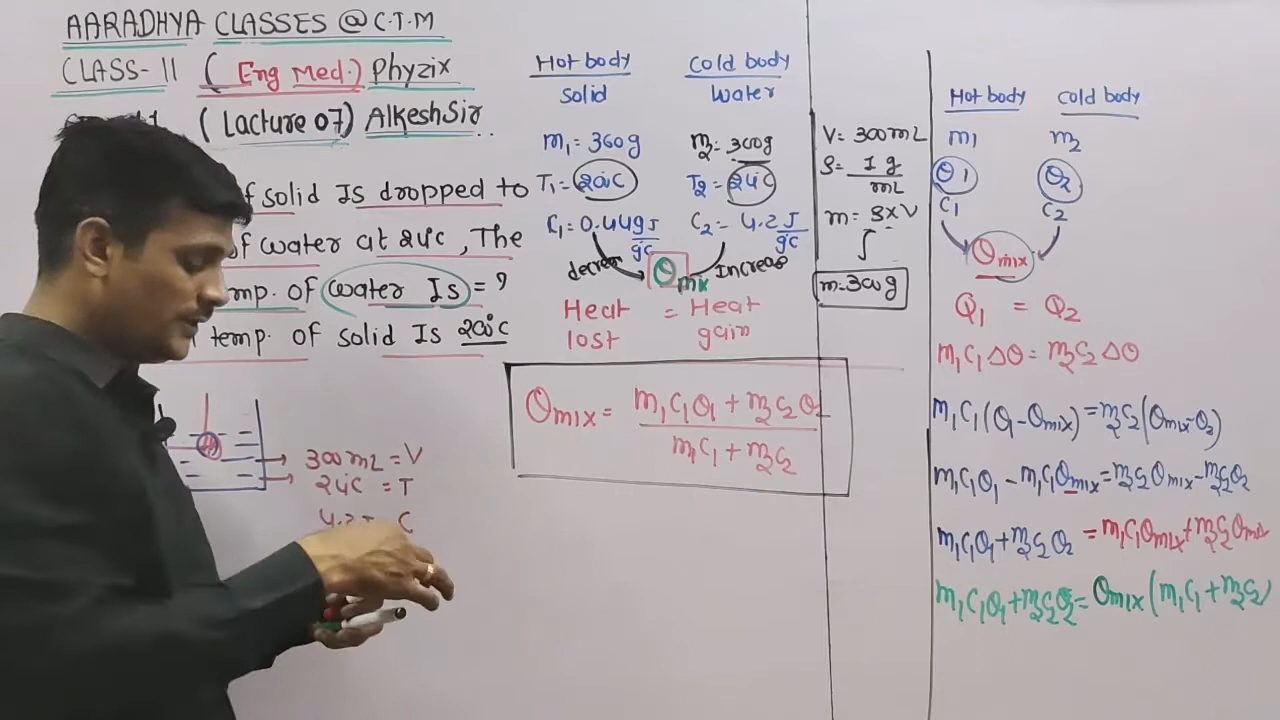 AARADHYA CLASSES @ C.T.M
CLASS-11 (Eng Med.) Phyzix
(Lacture 07) AlkeshSir..
of solid Is dropped to
of water at 24°C, The
temp. of water Is = ?
temp. of solid Is 200°C
300 mL = V
24°C = T
4.2 J C
Hot body Cold body
Solid Water
m1 = 360g m2 = 300g
T1 = 200°C T2 = 24°C
C1 = 0.449 J/g°C C2 = 4.2 J/g°C
decrease θmix Increase
Heat lost = Heat gain
θmix = m1C1θ1 + m2C2θ2 / m1C1 + m2C2
V = 300 mL
ρ = 1 g / mL
m = ρ x V
m = 300g
Hot body Cold body
m1 m2
θ1 θ2
C1 C2
θmix
Q1 = Q2
m1C1Δθ = m2C2Δθ
m1C1(θ1-θmix) = m2C2(θmix-θ2)
m1C1θ1 - m1C1θmix = m2C2θmix - m2C2θ2
m1C1θ1 + m2C2θ2 = m1C1θmix + m2C2θmix
m1C1θ1 + m2C2θ2 = θmix(m1C1 + m2C2)